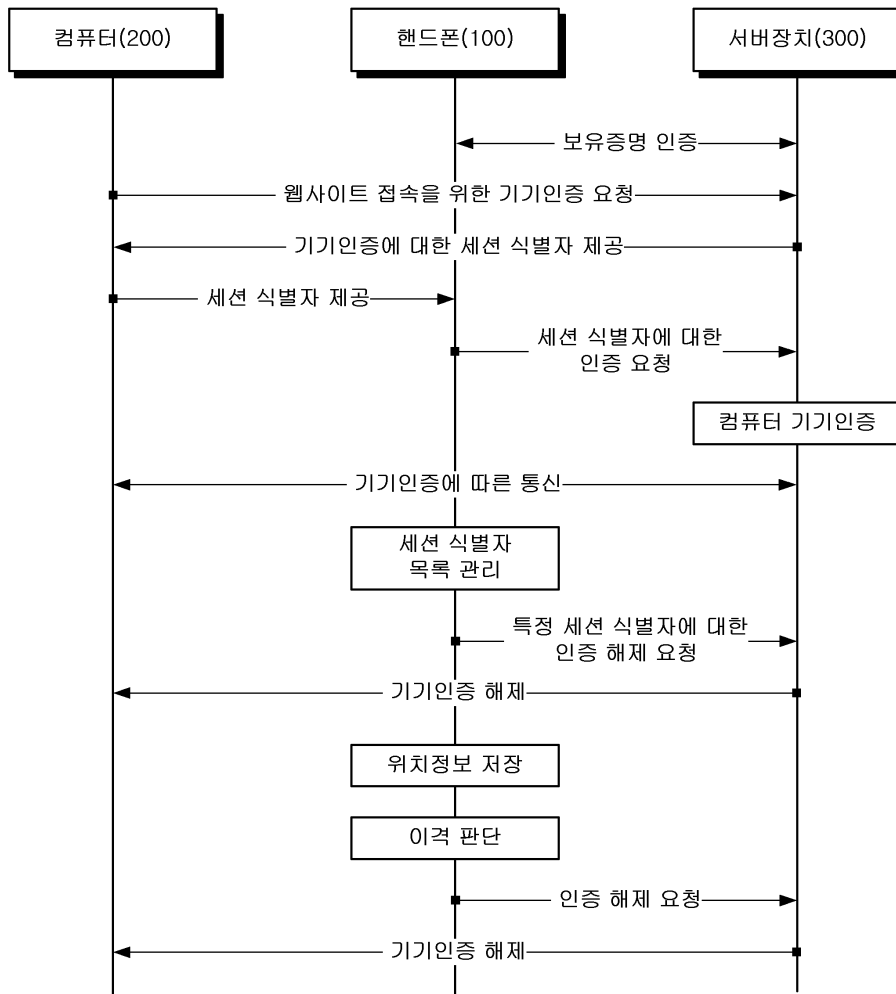 컴퓨터(200)
핸드폰(100)
서버장치(300)
보유증명 인증
웹사이트 접속을 위한 기기인증 요청
기기인증에 대한 세션 식별자 제공
세션 식별자 제공
세션 식별자에 대한
인증 요청
컴퓨터 기기인증
기기인증에 따른 통신
세션 식별자
목록 관리
특정 세션 식별자에 대한
인증 해제 요청
기기인증 해제
위치정보 저장
이격 판단
인증 해제 요청
기기인증 해제